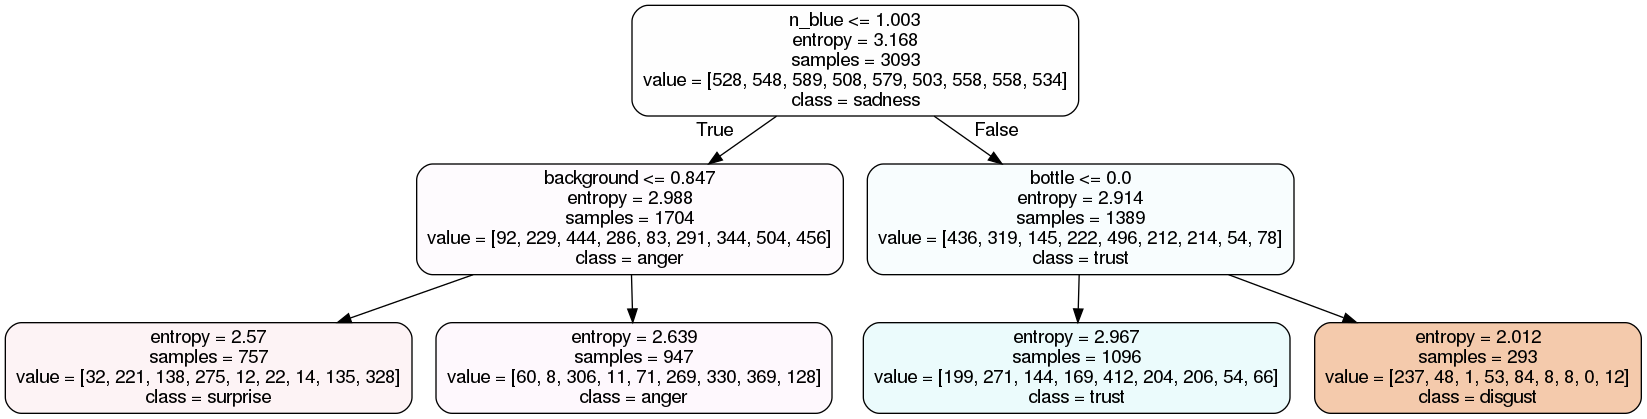 n_blue <= 1.003
entropy = 3.168
samples = 3093
value = [528, 548, 589, 508, 579, 503, 558, 558, 534]
class = sadness
True
False
background <= 0.847
entropy = 2.988
samples = 1704
value = [92, 229, 444, 286, 83, 291, 344, 504, 456]
class = anger
bottle <= 0.0
entropy = 2.914
samples = 1389
value = [436, 319, 145, 222, 496, 212, 214, 54, 78]
class = trust
entropy = 2.57
samples = 757
value = [32, 221, 138, 275, 12, 22, 14, 135, 328]
class = surprise
entropy = 2.639
samples = 947
value = [60, 8, 306, 11, 71, 269, 330, 369, 128]
class = anger
entropy = 2.967
samples = 1096
value = [199, 271, 144, 169, 412, 204, 206, 54, 66]
class = trust
entropy = 2.012
samples = 293
value = [237, 48, 1, 53, 84, 8, 8, 0, 12]
class = disgust